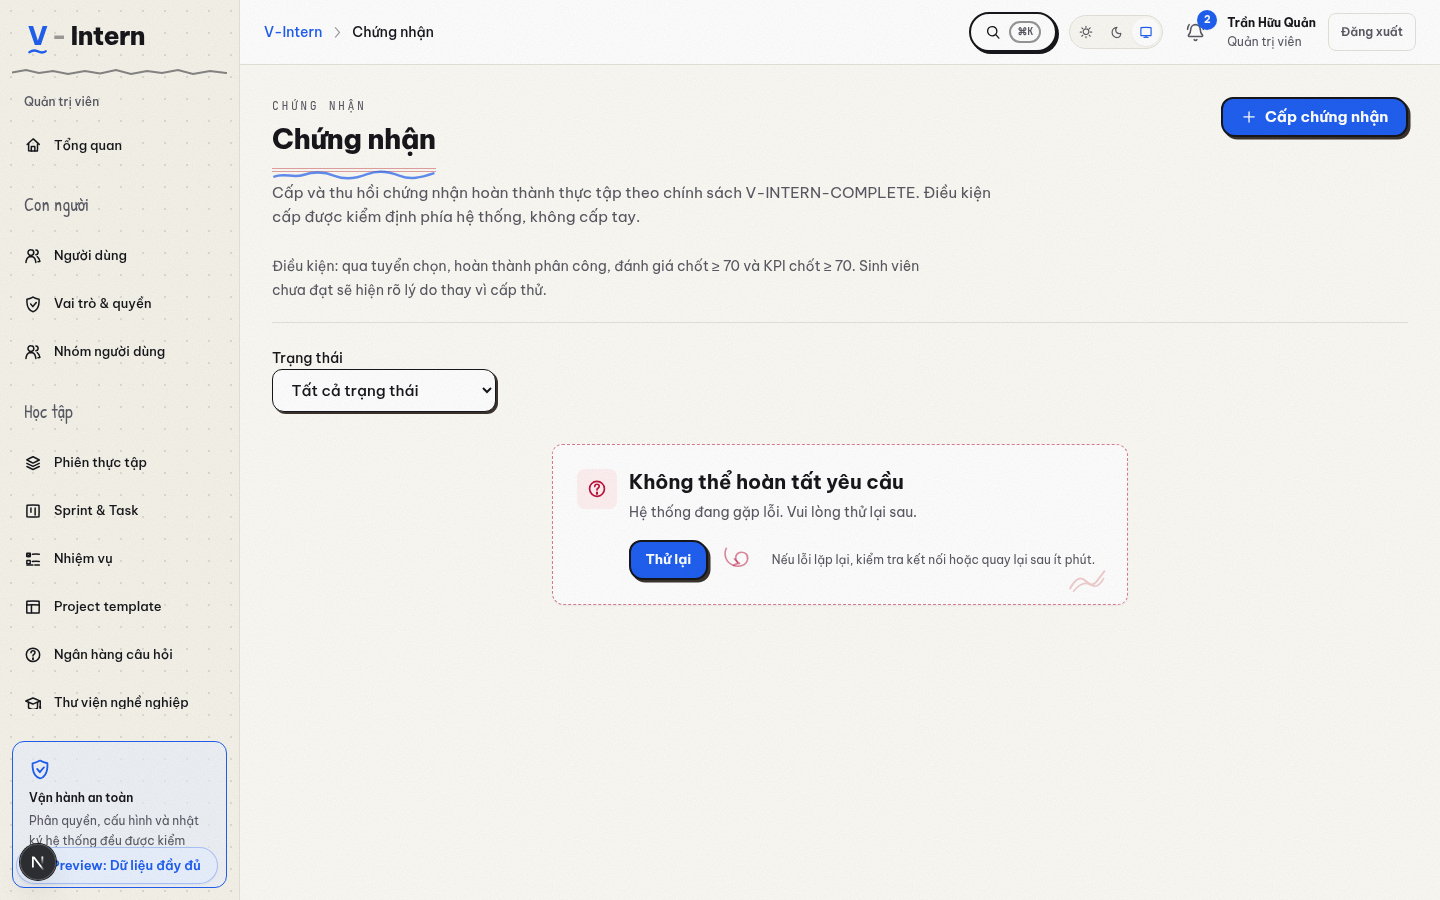 V - Intern
Quản trị viên
Tổng quan
Con người
Người dùng
Vai trò & quyền
Nhóm người dùng
Học tập
Phiên thực tập
Sprint & Task
Nhiệm vụ
Project template
Ngân hàng câu hỏi
Thư viện nghề nghiệp
Vận hành an toàn
Phân quyền, cấu hình và nhật
ký hệ thống đều được kiểm
N
Preview: Dữ liệu đầy đủ
V-Intern
Chứng nhận
⌘K
2
Trần Hữu Quản
Quản trị viên
Đăng xuất
CHỨNG NHẬN
Chứng nhận
Cấp chứng nhận
Cấp và thu hồi chứng nhận hoàn thành thực tập theo chính sách V-INTERN-COMPLETE. Điều kiện
cấp được kiểm định phía hệ thống, không cấp tay.
Điều kiện: qua tuyển chọn, hoàn thành phân công, đánh giá chốt ≥ 70 và KPI chốt ≥ 70. Sinh viên
chưa đạt sẽ hiện rõ lý do thay vì cấp thử.
Trạng thái
Tất cả trạng thái
Không thể hoàn tất yêu cầu
Hệ thống đang gặp lỗi. Vui lòng thử lại sau.
Thử lại
Nếu lỗi lặp lại, kiểm tra kết nối hoặc quay lại sau ít phút.